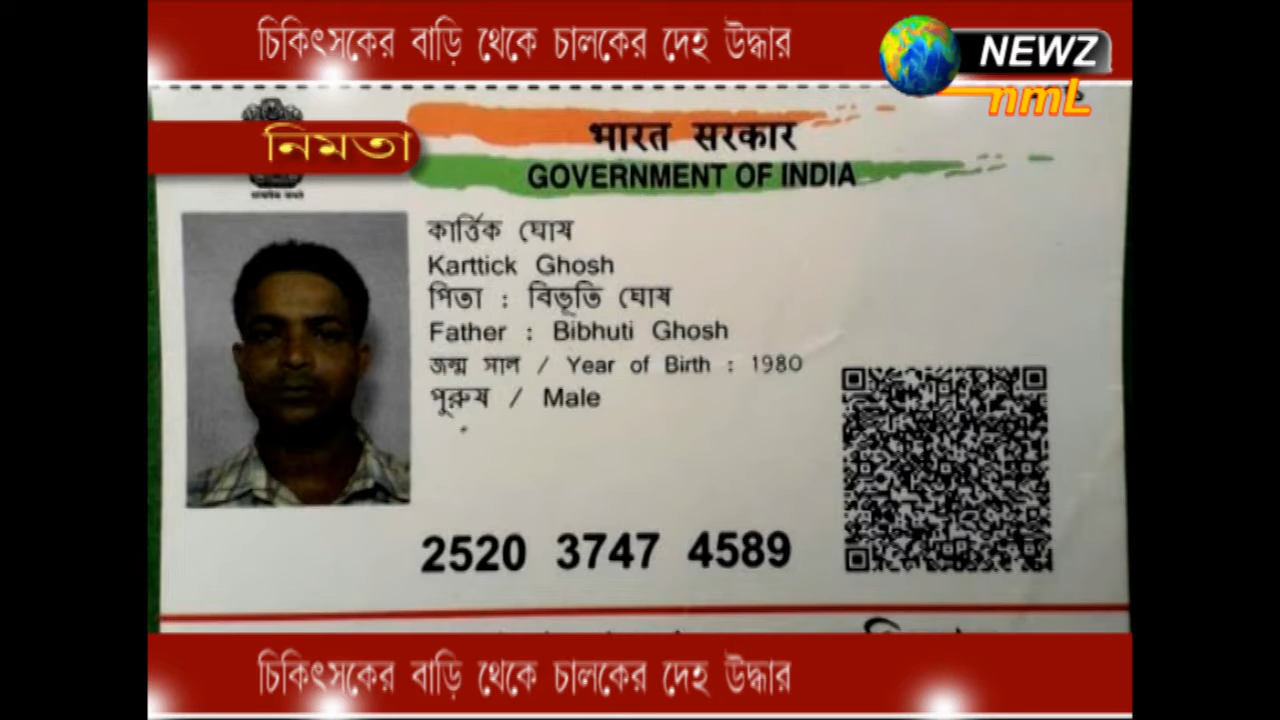 চিকিৎসকের বাড়ি থেকে চালকের দেহ উদ্ধার
NEWZ
nmL
নিমতা
भारत सरकार
GOVERNMENT OF INDIA
কার্ত্তিক ঘোষ
Karttick Ghosh
পিতা : বিভূতি ঘোষ
Father : Bibhuti Ghosh
জন্ম সাল / Year of Birth : 1980
পুরুষ / Male
2520 3747 4589
চিকিৎসকের বাড়ি থেকে চালকের দেহ উদ্ধার